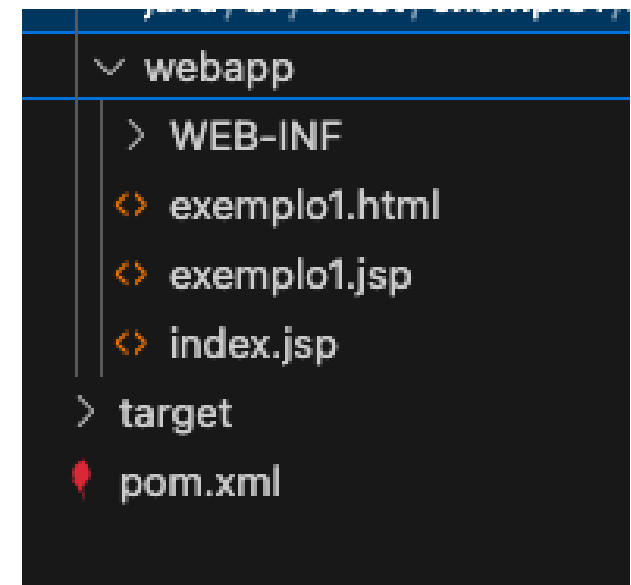 webapp
WEB-INF
exemplo1.html
exemplo1.jsp
index.jsp
target
pom.xml